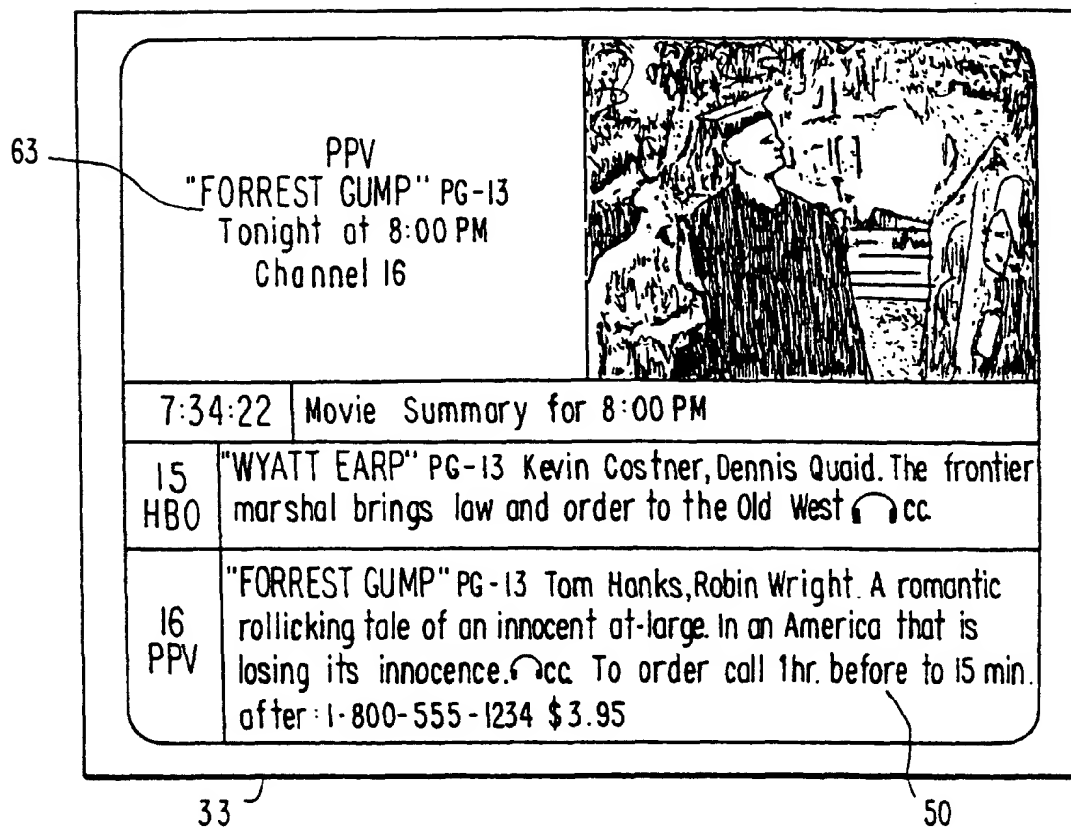 63
PPV
"FORREST GUMP" PG-13
Tonight at 8:00 PM
Channel 16
7:34:22 Movie Summary for 8:00 PM
15
HBO
"WYATT EARP" PG-13 Kevin Costner, Dennis Quaid. The frontier
marshal brings law and order to the Old West cc.
16
PPV
"FORREST GUMP" PG-13 Tom Hanks, Robin Wright. A romantic
rollicking tale of an innocent at-large. In an America that is
losing its innocence. cc. To order call 1hr. before to 15 min.
after: 1-800-555-1234 $3.95
33
50